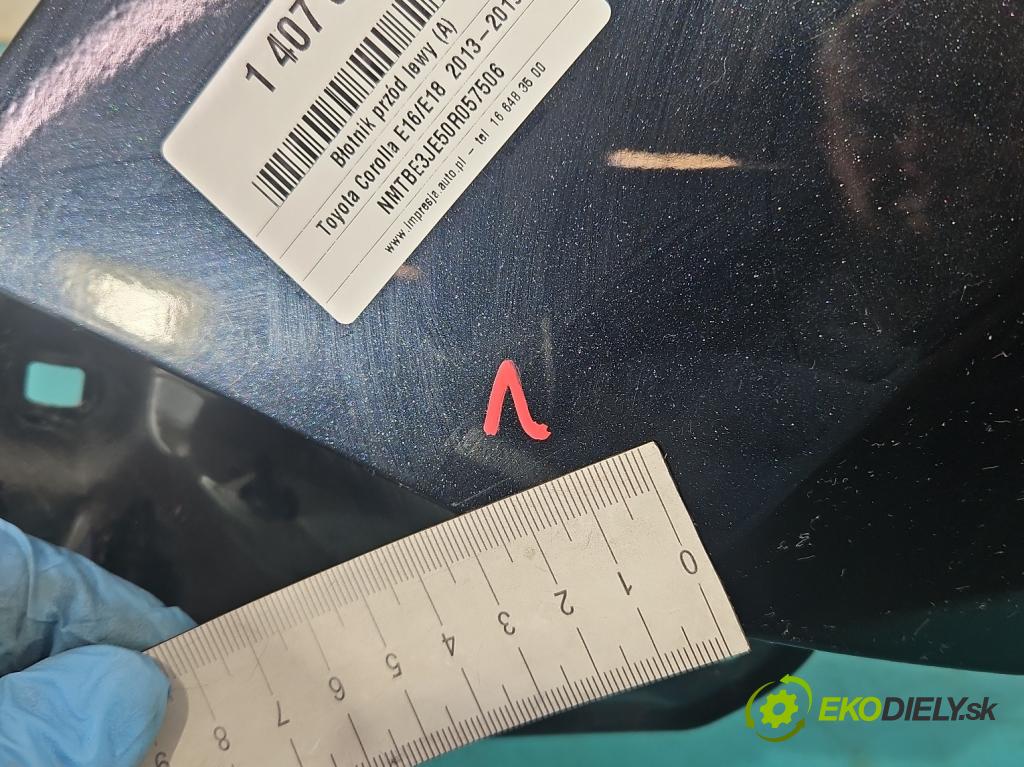 1 407
Błotnik przód lewy (A)
Toyota Corolla E16/E18 2013-2019
NMTBE3JE50R057506
www.impresja.auto.pl - tel. 16 648 35 00
0 1 2 3 4 5 6 7 8 9
EKODIELY.sk